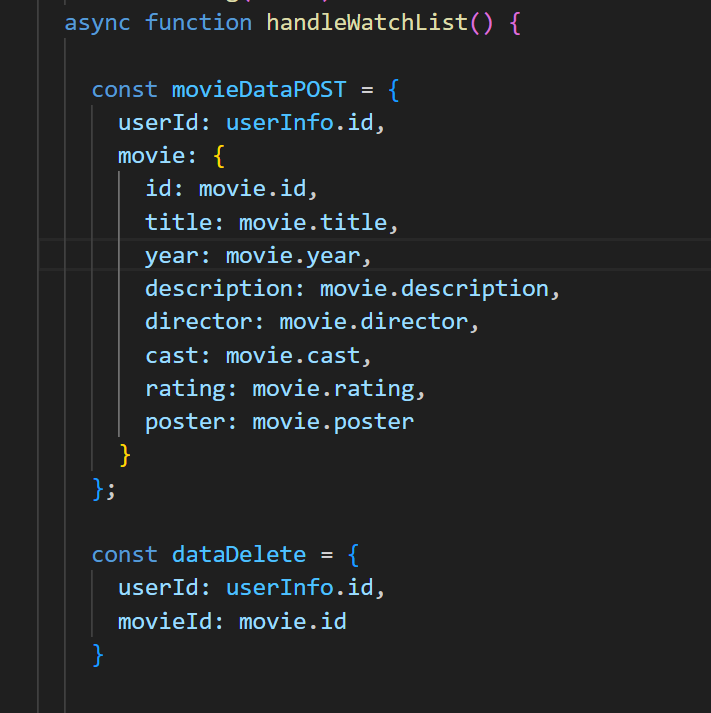 async function handleWatchList() {
const movieDataPOST = {
userId: userInfo.id,
movie: {
id: movie.id,
title: movie.title,
year: movie.year,
description: movie.description,
director: movie.director,
cast: movie.cast,
rating: movie.rating,
poster: movie.poster
}
};
const dataDelete = {
userId: userInfo.id,
movieId: movie.id
}